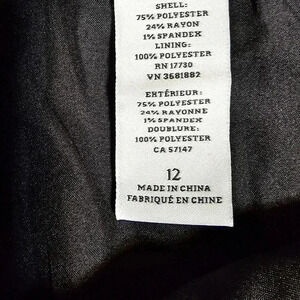 SHELL:
75% POLYESTER
24% RAYON
1% SPANDEX
LINING:
100% POLYESTER
RN 17730
VN 3681882
EXTÉRIEUR:
75% POLYESTER
24% RAYONNE
1% SPANDEX
DOUBLURE:
100% POLYESTER
CA 57147
12
MADE IN CHINA
FABRIQUÉ EN CHINE